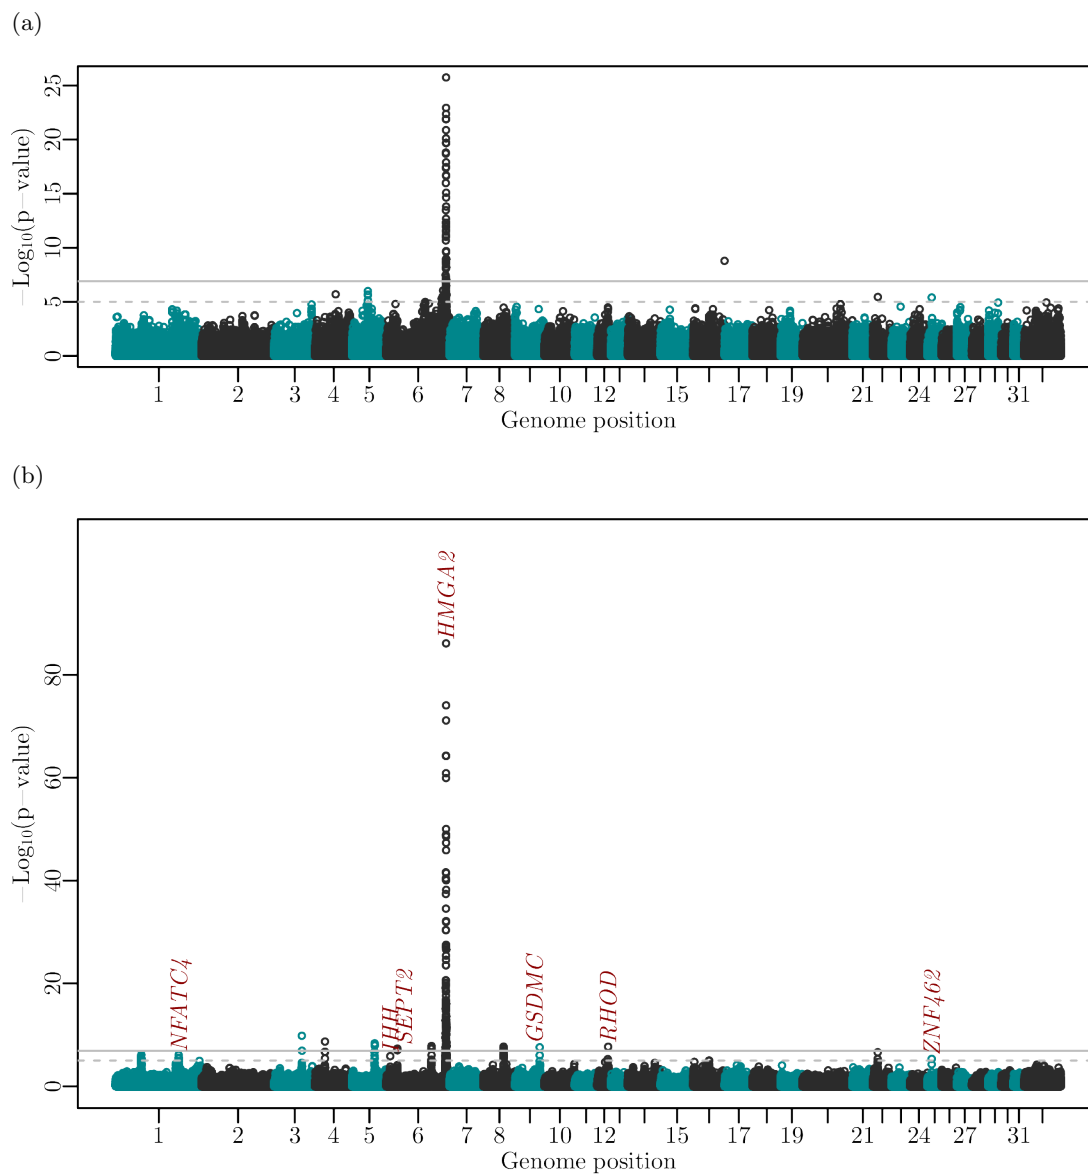 (a)
25
20
15
10
5
0
−Log10(p−value)
1 2 3 4 5 6 7 8 10 12 15 17 19 21 24 27 31
Genome position
(b)
HMGA2
80
60
40
20
0
−Log10(p−value)
NFATC4
IHH
SEPT2
GSDMC
RHOD
ZNF462
1 2 3 4 5 6 7 8 10 12 15 17 19 21 24 27 31
Genome position